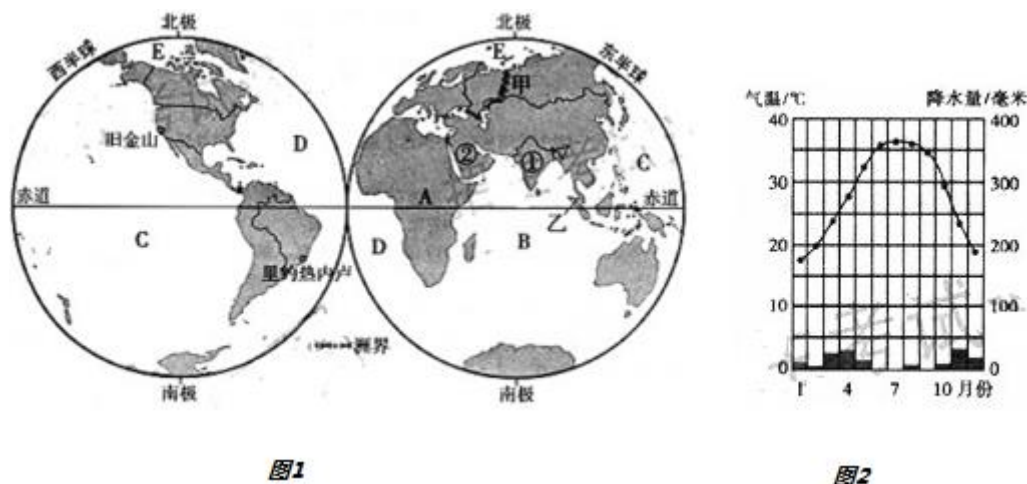 北极
北极
西半球
东半球
E
E
甲
旧金山
D
②
①
C
赤道
A
赤道
C
D
B
乙
里约热内卢
洲界
南极
南极
图1
气温/℃
降水量/毫米
40
400
30
300
20
200
10
100
0
0
1
4
7
10
月份
图2